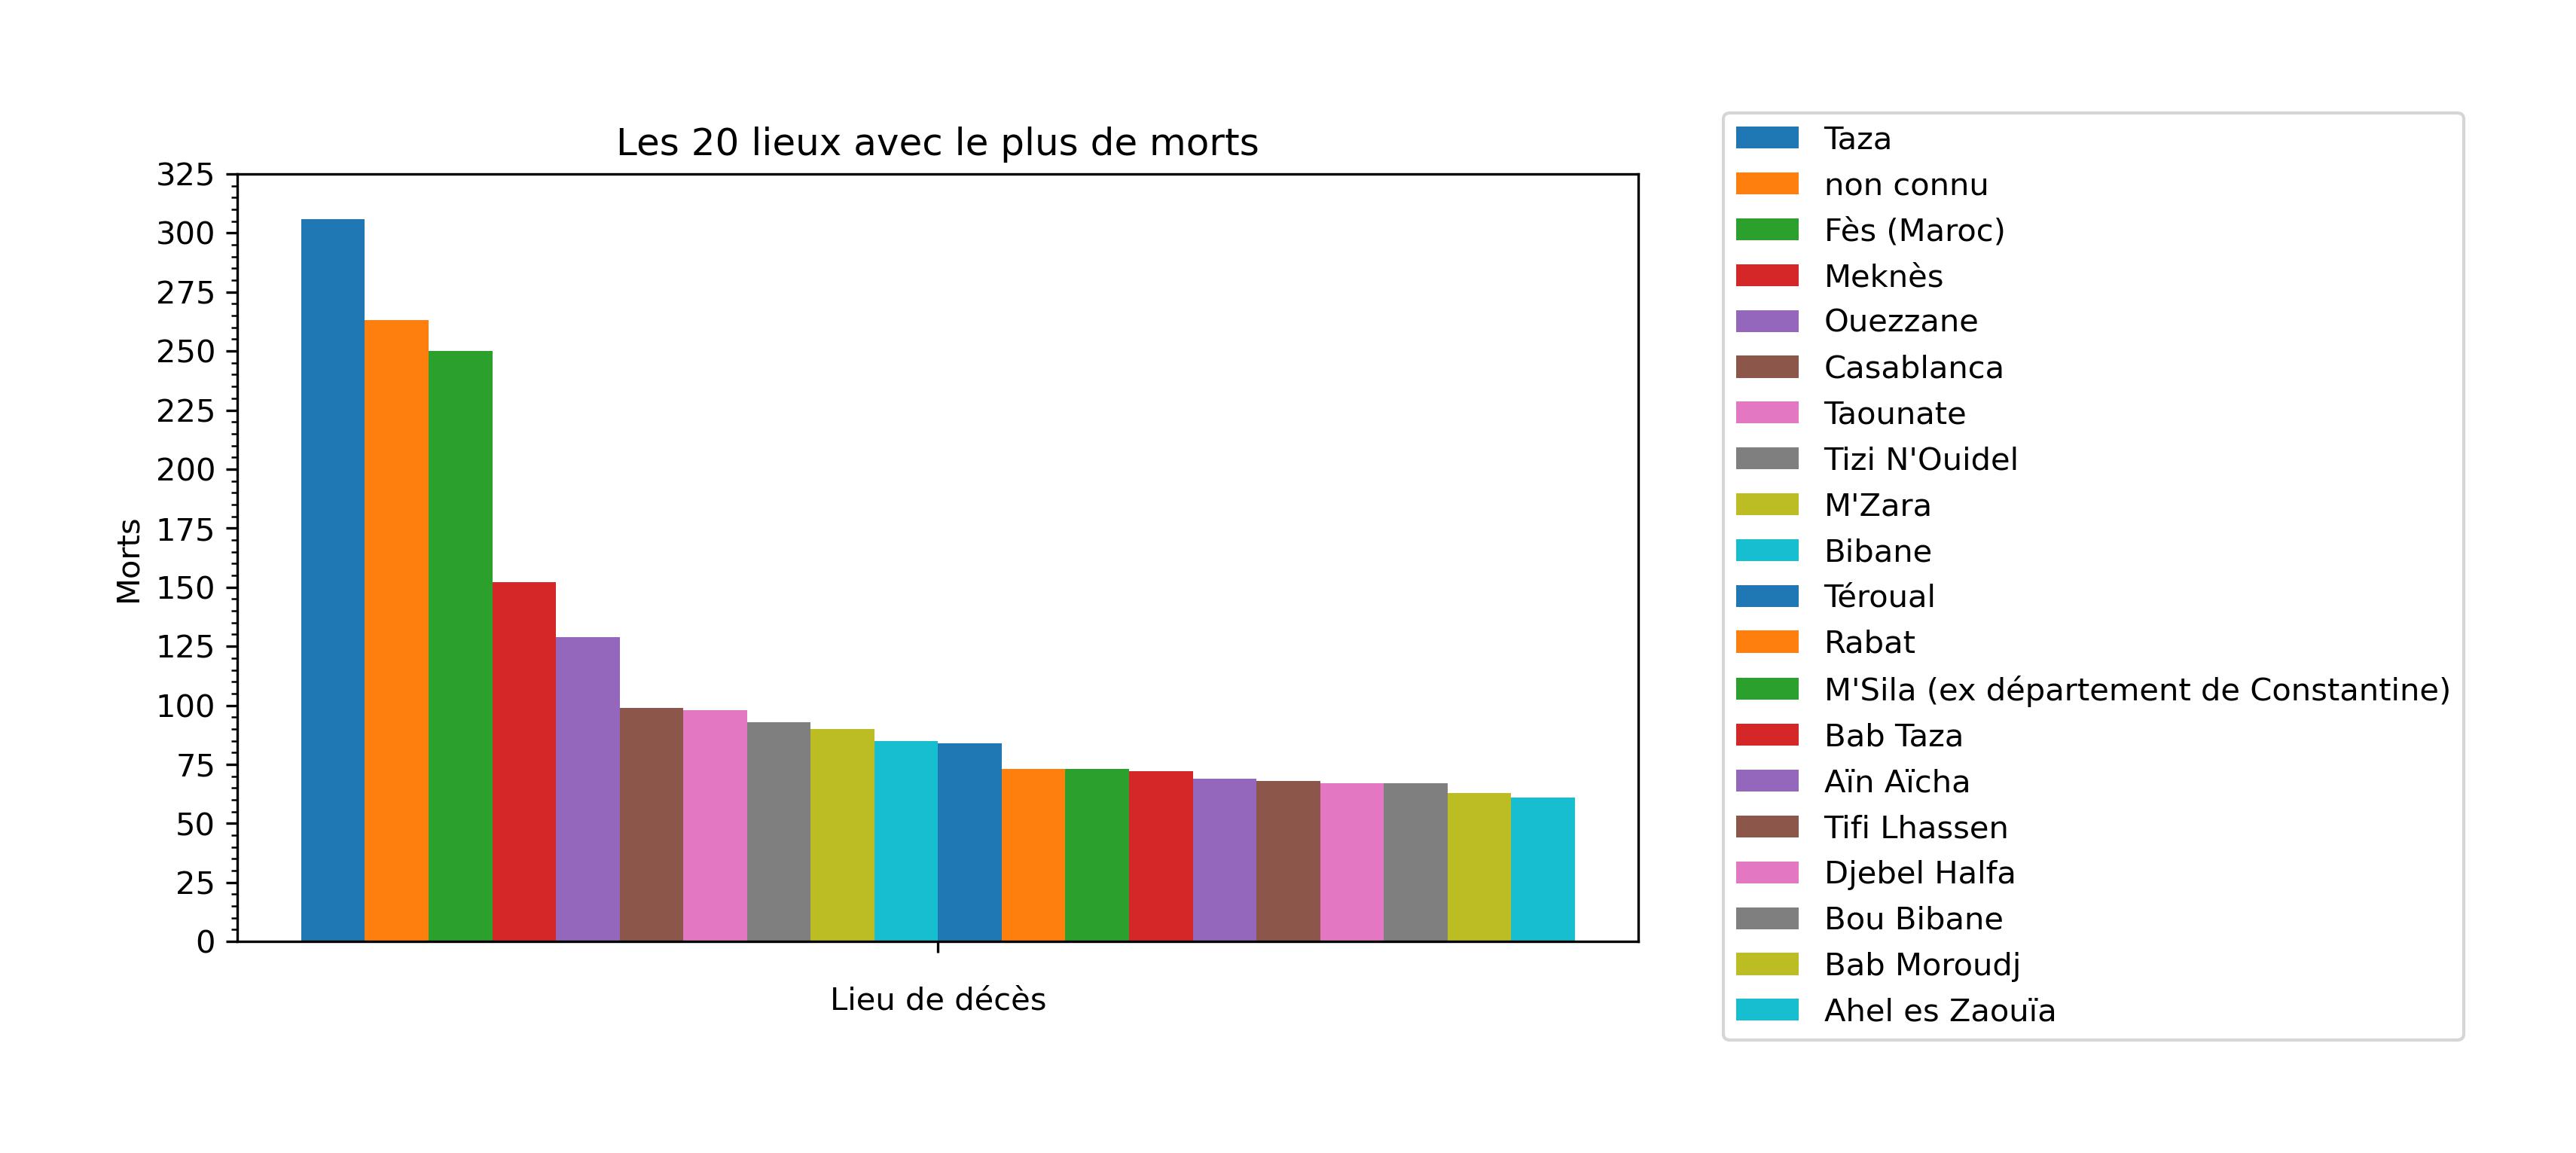 Les 20 lieux avec le plus de morts
325
300
275
250
225
200
175
150
125
100
75
50
25
0
Morts
Lieu de décès
Taza
non connu
Fès (Maroc)
Meknès
Ouezzane
Casablanca
Taounate
Tizi N'Ouidel
M'Zara
Bibane
Téroual
Rabat
M'Sila (ex département de Constantine)
Bab Taza
Aïn Aïcha
Tifi Lhassen
Djebel Halfa
Bou Bibane
Bab Moroudj
Ahel es Zaouïa